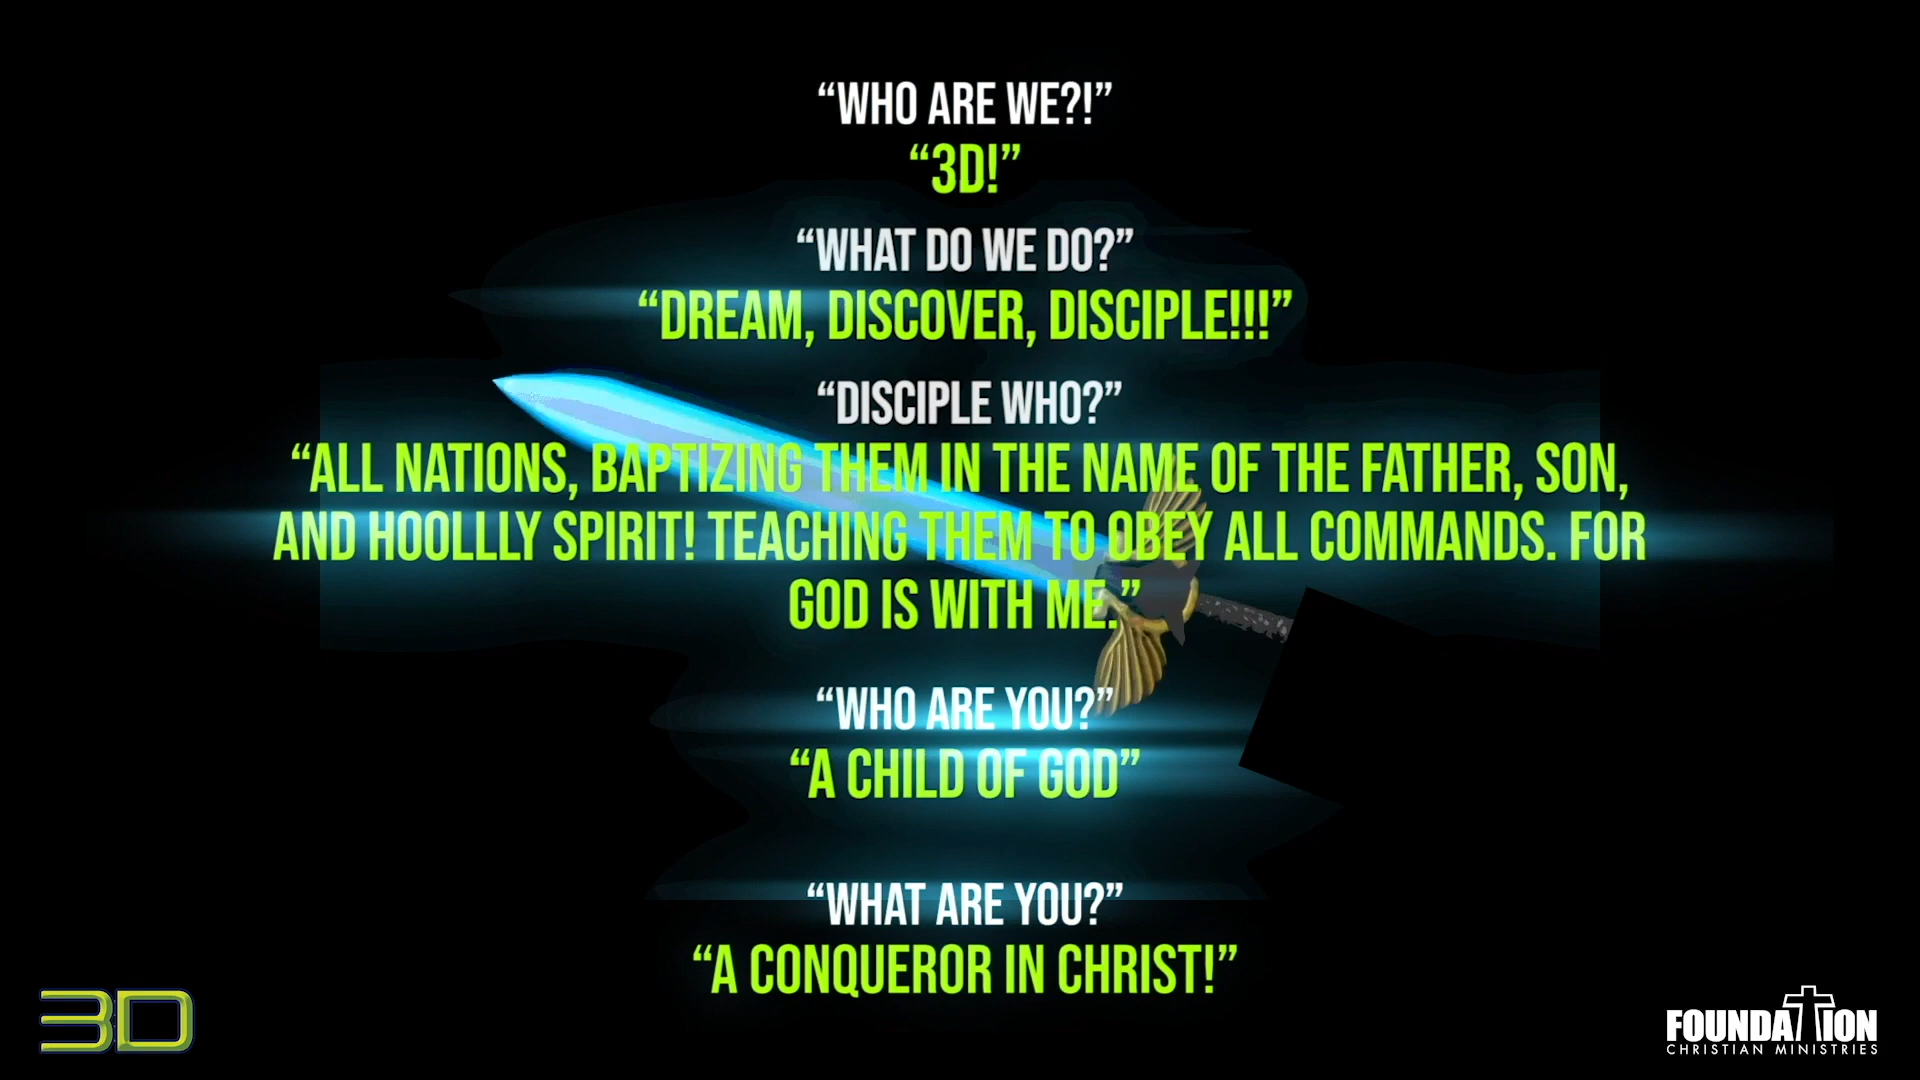 “WHO ARE WE?!”
“3D!”
“WHAT DO WE DO?”
“DREAM, DISCOVER, DISCIPLE!!!”
“DISCIPLE WHO?”
“ALL NATIONS, BAPTIZING THEM IN THE NAME OF THE FATHER, SON,
AND HOOLLLY SPIRIT! TEACHING THEM TO OBEY ALL COMMANDS. FOR
GOD IS WITH ME.”
“WHO ARE YOU?”
“A CHILD OF GOD”
“WHAT ARE YOU?”
“A CONQUEROR IN CHRIST!”
3D
FOUNDATION
CHRISTIAN MINISTRIES